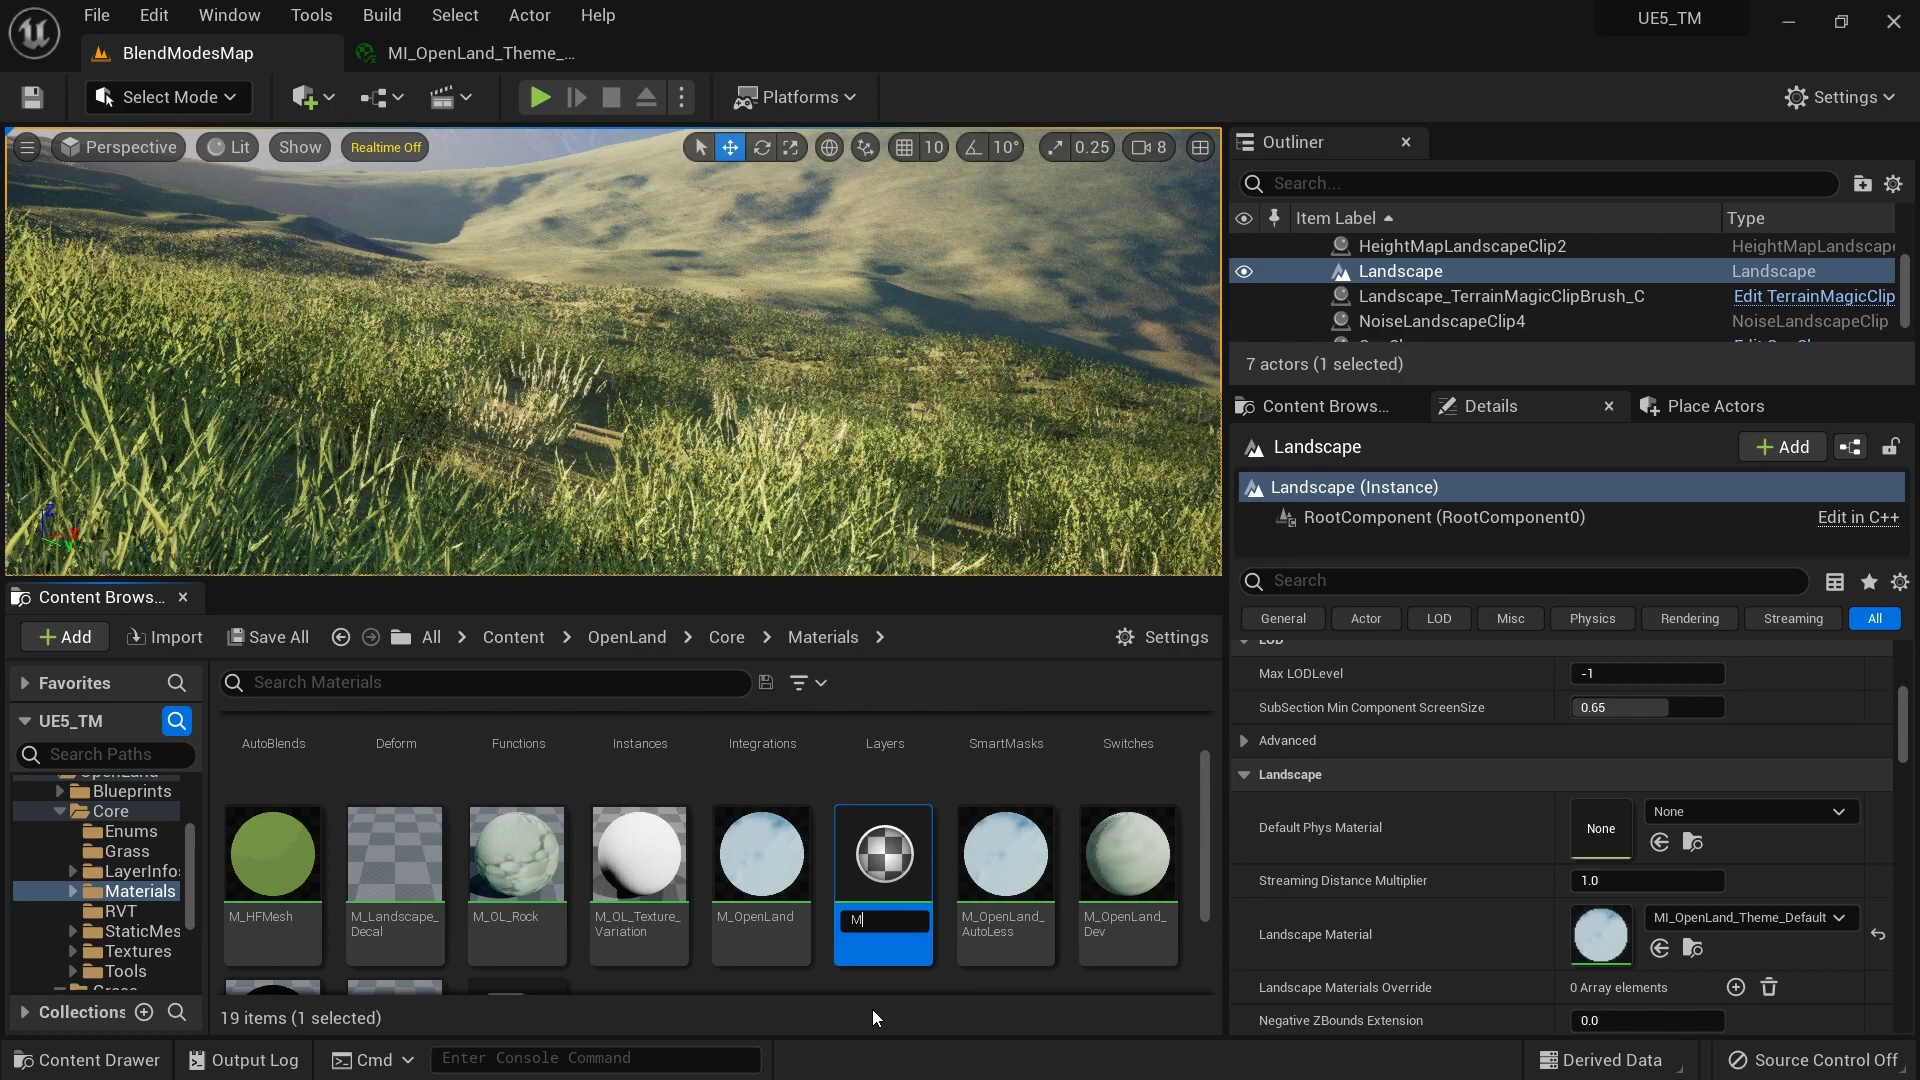 File Edit Window Tools Build Select Actor Help
UE5_TM
BlendModesMap
MI_OpenLand_Theme_...
Select Mode
Platforms
Settings
Perspective
Lit
Show
Realtime Off
10
10°
0.25
8
Outliner
Search...
Item Label
Type
HeightMapLandscapeClip2
HeightMapLandscape
Landscape
Landscape
Landscape_TerrainMagicClipBrush_C
Edit TerrainMagicClip
NoiseLandscapeClip4
NoiseLandscapeClip
7 actors (1 selected)
Content Brows...
Details
Place Actors
Landscape
Add
Landscape (Instance)
RootComponent (RootComponent0)
Edit in C++
Search
General
Actor
LOD
Misc
Physics
Rendering
Streaming
All
LOD
Max LODLevel
-1
SubSection Min Component ScreenSize
0.65
Advanced
Landscape
Default Phys Material
None
None
Streaming Distance Multiplier
1.0
Landscape Material
MI_OpenLand_Theme_Default
Landscape Materials Override
0 Array elements
Negative ZBounds Extension
0.0
Content Brows...
Add
Import
Save All
All
Content
OpenLand
Core
Materials
Settings
Favorites
UE5_TM
Search Paths
OpenLand
Blueprints
Core
Enums
Grass
LayerInfo
Materials
RVT
StaticMes
Textures
Tools
Collections
Search Materials
AutoBlends
Deform
Functions
Instances
Integrations
Layers
SmartMasks
Switches
M_HFMesh
M_Landscape_
Decal
M_OL_Rock
M_OL_Texture_
Variation
M_OpenLand
M
M_OpenLand_
AutoLess
M_OpenLand_
Dev
19 items (1 selected)
Content Drawer
Output Log
Cmd
Enter Console Command
Derived Data
Source Control Off